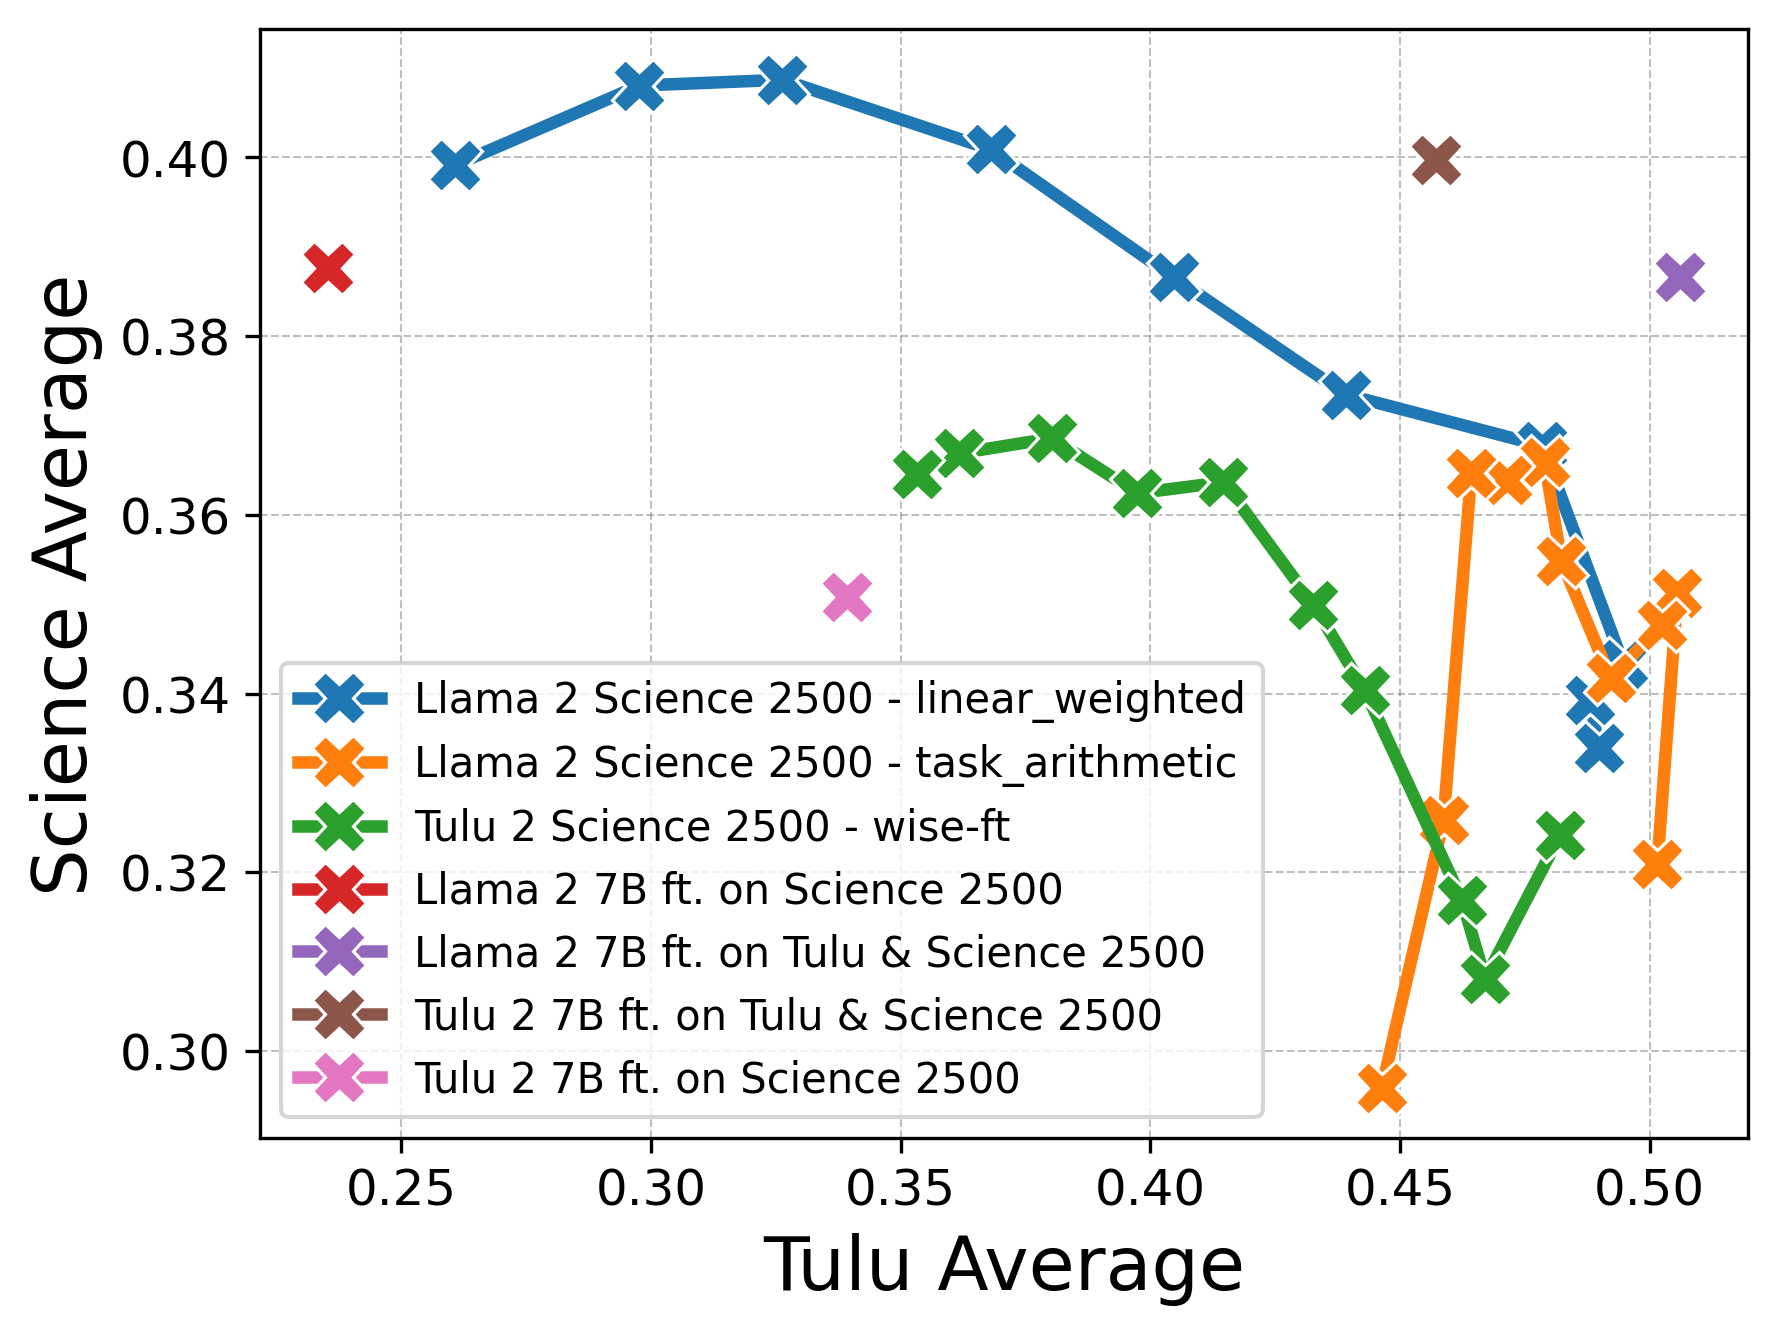 Science Average
0.40
0.38
0.36
0.34
0.32
0.30
Llama 2 Science 2500 - linear_weighted
Llama 2 Science 2500 - task_arithmetic
Tulu 2 Science 2500 - wise-ft
Llama 2 7B ft. on Science 2500
Llama 2 7B ft. on Tulu & Science 2500
Tulu 2 7B ft. on Tulu & Science 2500
Tulu 2 7B ft. on Science 2500
0.25 0.30 0.35 0.40 0.45 0.50
Tulu Average